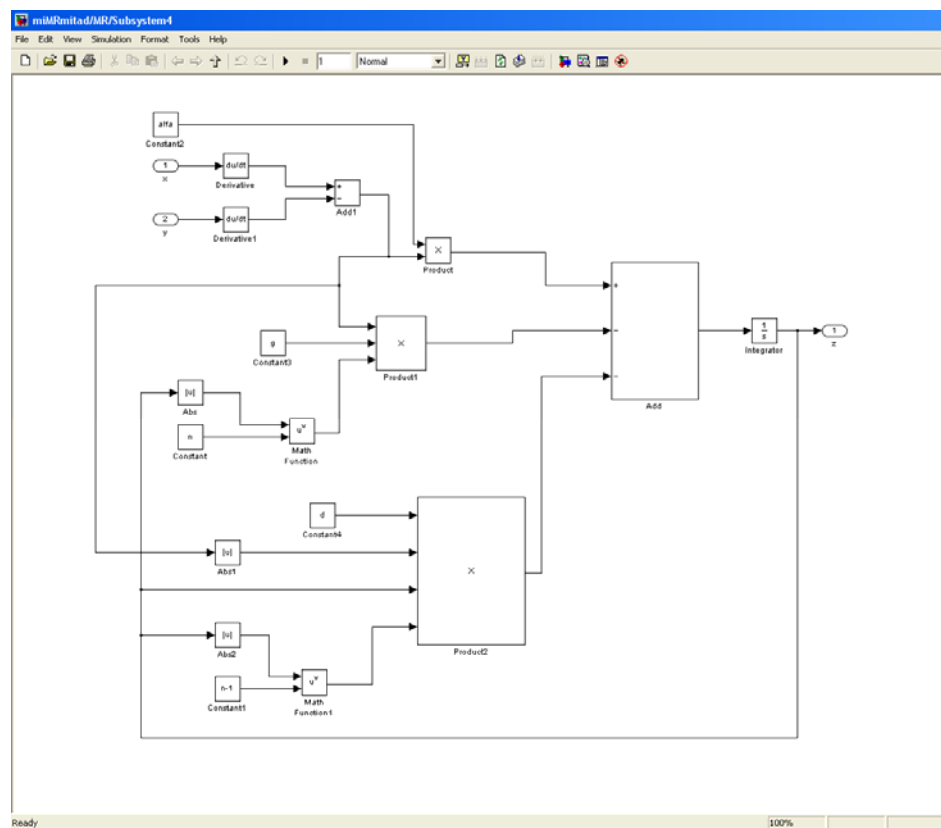 miMRmitad/MR/Subsystem4
File Edit View Simulation Format Tools Help
1 Normal
alfa
Constant2
1
x
du/dt
Derivative
+
−
Add1
2
y
du/dt
Derivative1
×
Product
g
Constant3
×
Product1
+
−
−
Add
1
s
Integrator
1
z
|u|
Abs
n
Constant
u^v
Math
Function
d
Constant4
|u|
Abs1
×
Product2
|u|
Abs2
n-1
Constant1
u^v
Math
Function1
Ready 100%